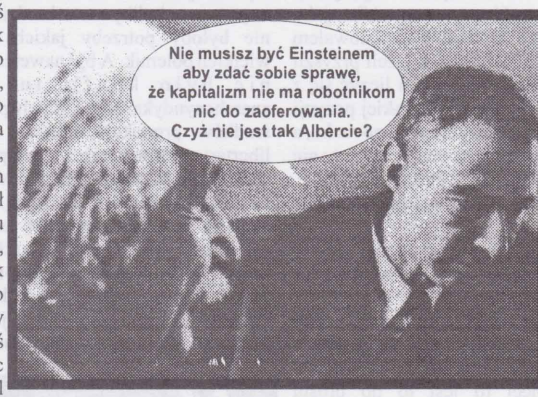 Nie musisz być Einsteinem
aby zdać sobie sprawę,
że kapitalizm nie ma robotnikom
nic do zaoferowania.
Czyż nie jest tak Albercie?